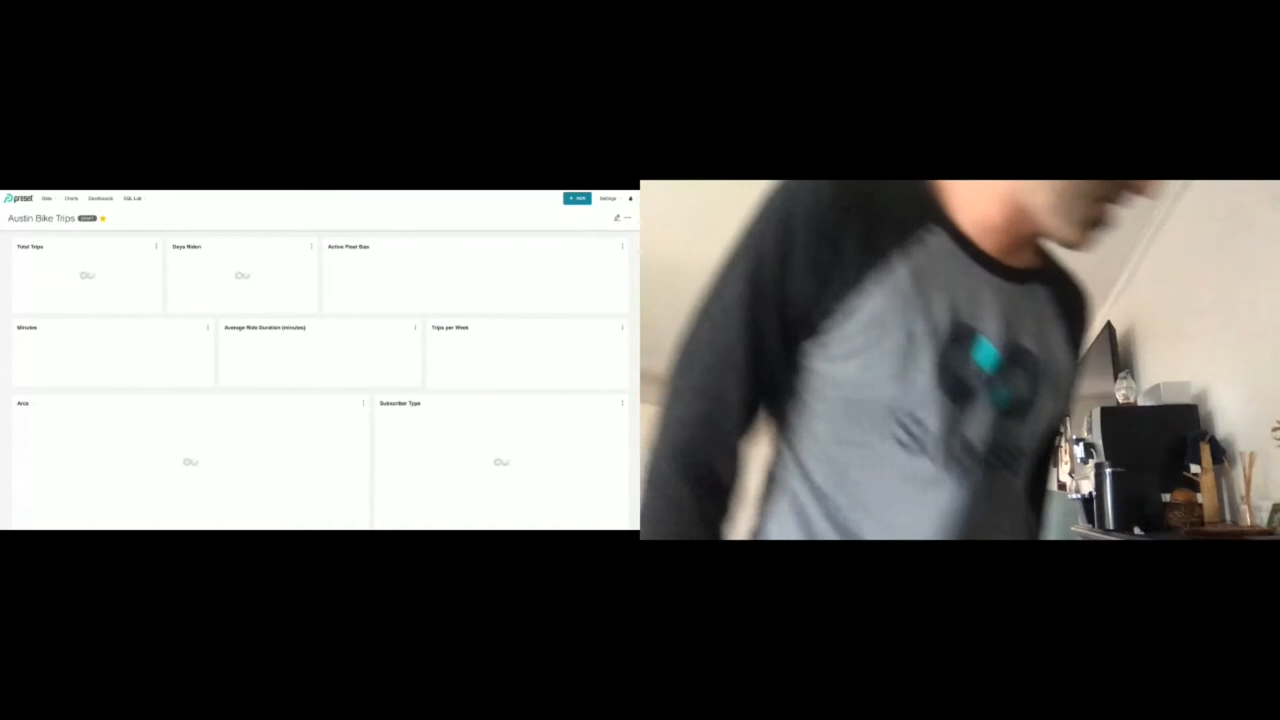 preset Data Charts Dashboards SQL Lab + NEW Settings
Austin Bike Trips DRAFT
Total Trips Days Ridden Active Fleet Size
Minutes Average Ride Duration (minutes) Trips per Week
Arcs Subscriber Type